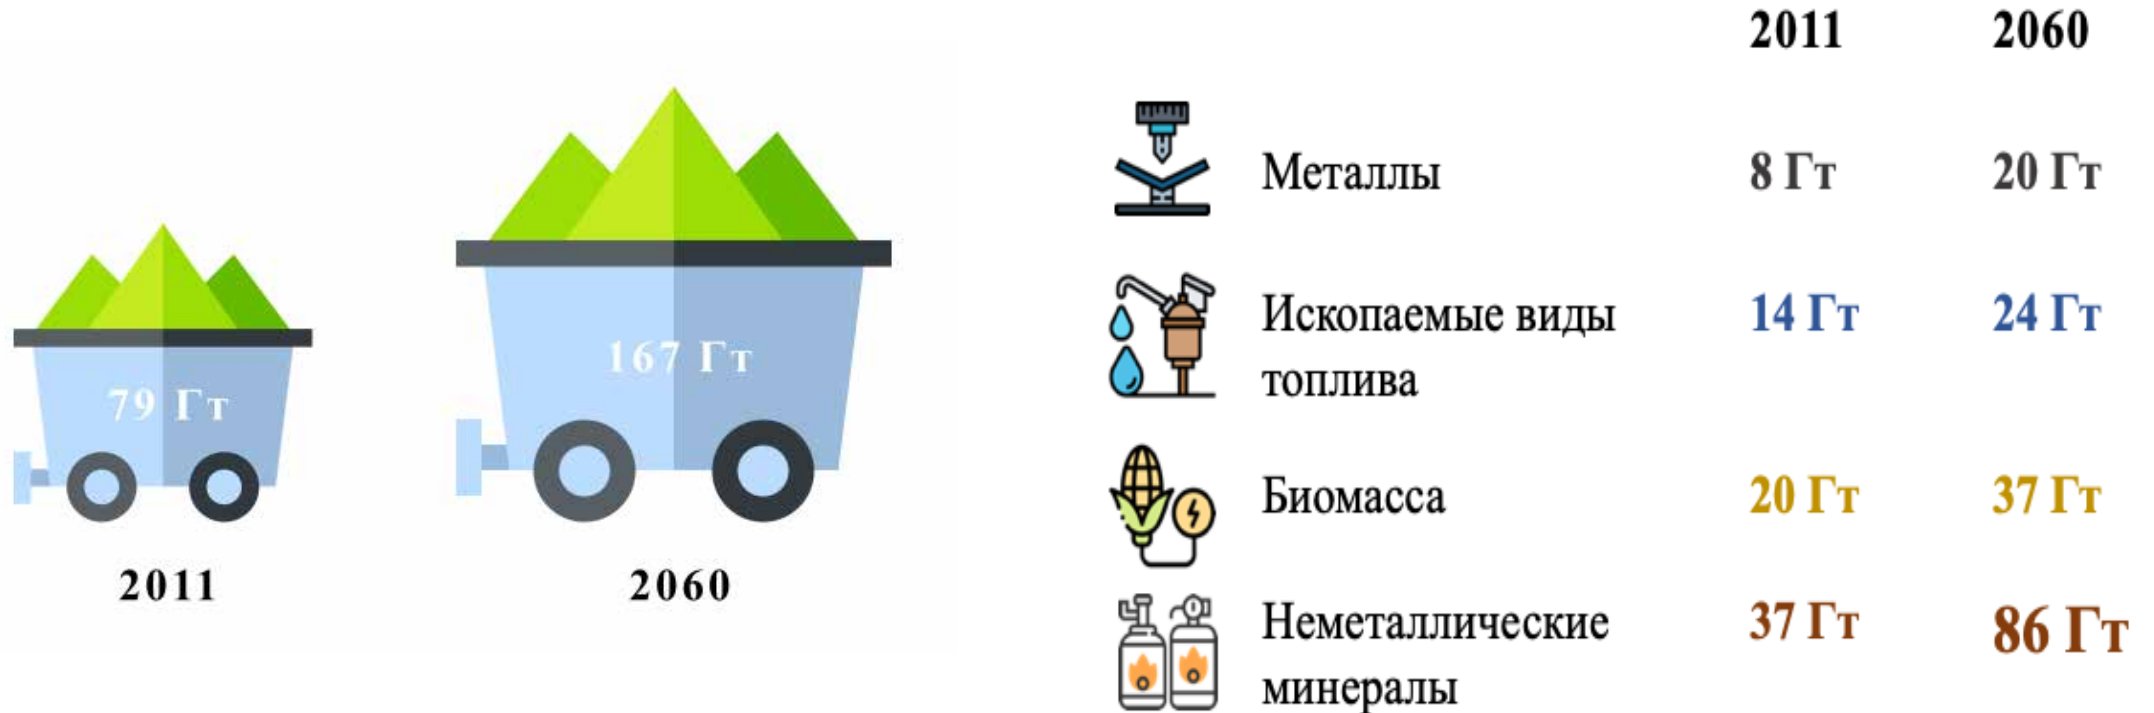 79 Гт
2011
167 Гт
2060
2011 2060
Металлы 8 Гт 20 Гт
Ископаемые виды 14 Гт 24 Гт
топлива
Биомасса 20 Гт 37 Гт
Неметаллические 37 Гт 86 Гт
минералы